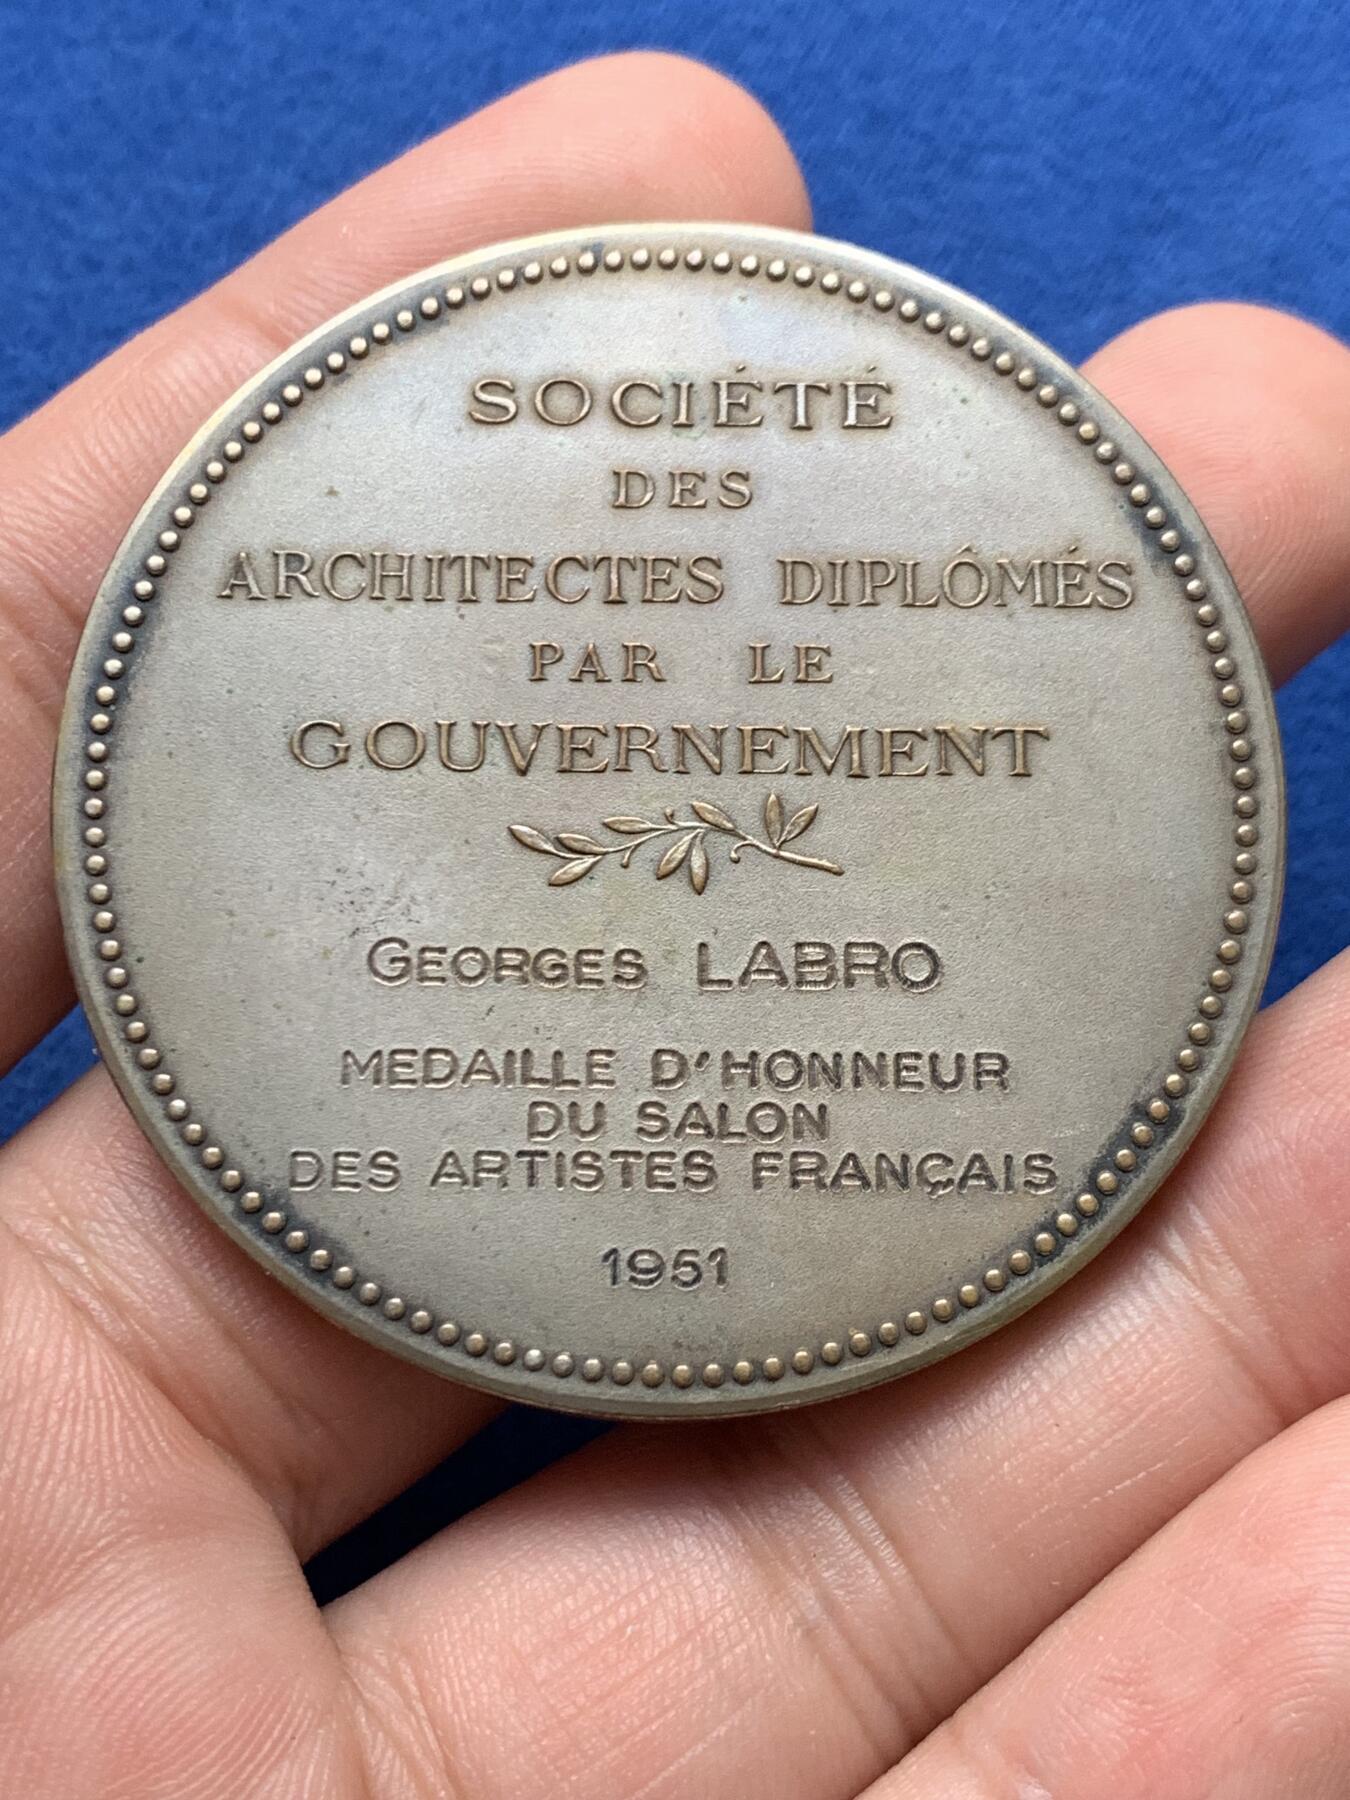 SOCIÉTÉ
DES
ARCHITECTES DIPLÔMÉS
PAR LE
GOUVERNEMENT
GEORGES LABRO
MEDAILLE D'HONNEUR
DU SALON
DES ARTISTES FRANÇAIS
1951